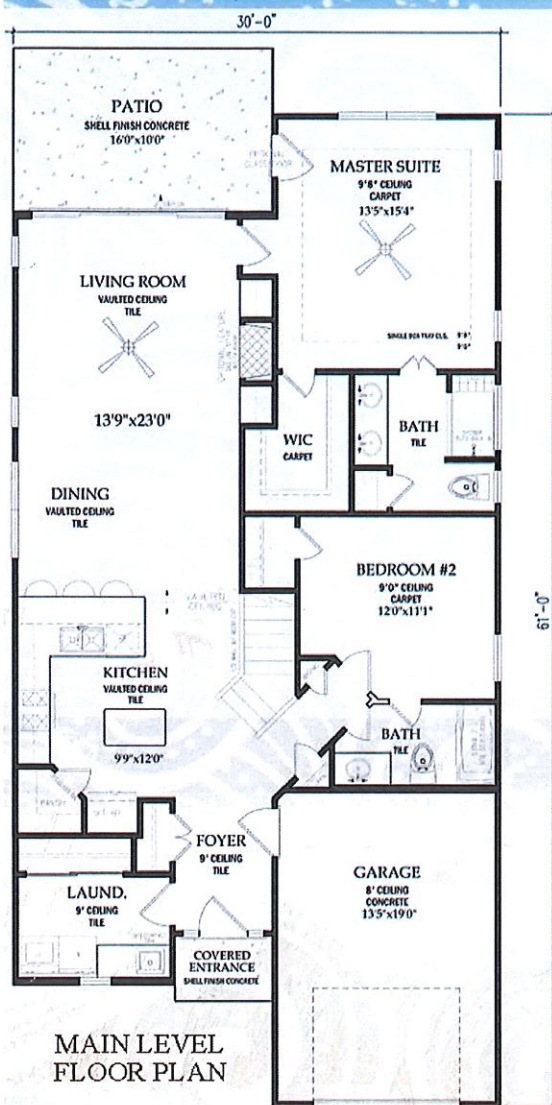 30'-0"
PATIO
SHELL FINISH CONCRETE
16'0"x10'0"
MASTER SUITE
9'8" CEILING
CARPET
13'5"x15'4"
LIVING ROOM
VAULTED CEILING
TILE
13'9"x23'0"
WIC
CARPET
BATH
TILE
DINING
VAULTED CEILING
TILE
BEDROOM #2
9'0" CEILING
CARPET
12'0"x11'1"
61'-0"
KITCHEN
VAULTED CEILING
TILE
9'9"x12'0"
BATH
TILE
PANTRY
FOYER
9' CEILING
TILE
LAUND.
9' CEILING
TILE
GARAGE
8' CEILING
CONCRETE
13'5"x19'0"
COVERED
ENTRANCE
SHELL FINISH CONCRETE
MAIN LEVEL
FLOOR PLAN